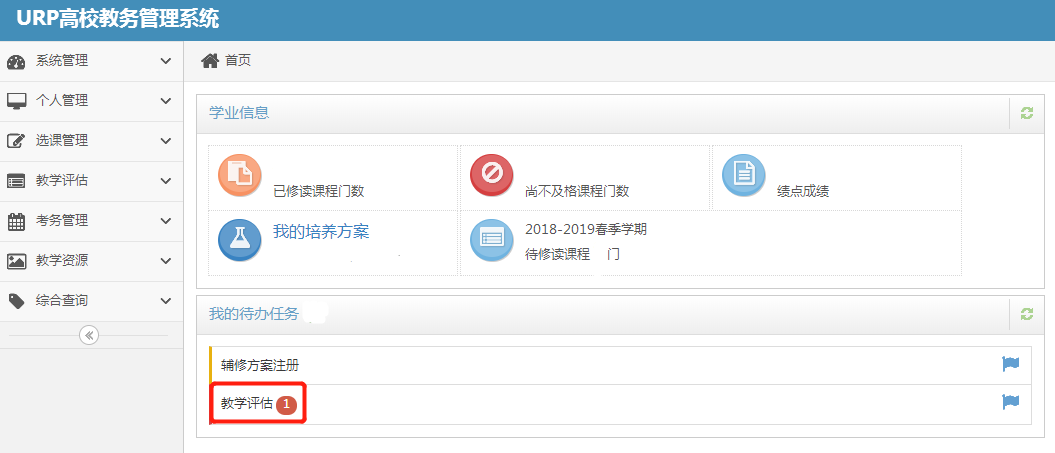 URP高校教务管理系统
系统管理
个人管理
选课管理
教学评估
考务管理
教学资源
综合查询
首页
学业信息
已修读课程门数
尚不及格课程门数
绩点成绩
我的培养方案
2018-2019春季学期
待修读课程 门
我的待办任务
辅修方案注册
教学评估 1